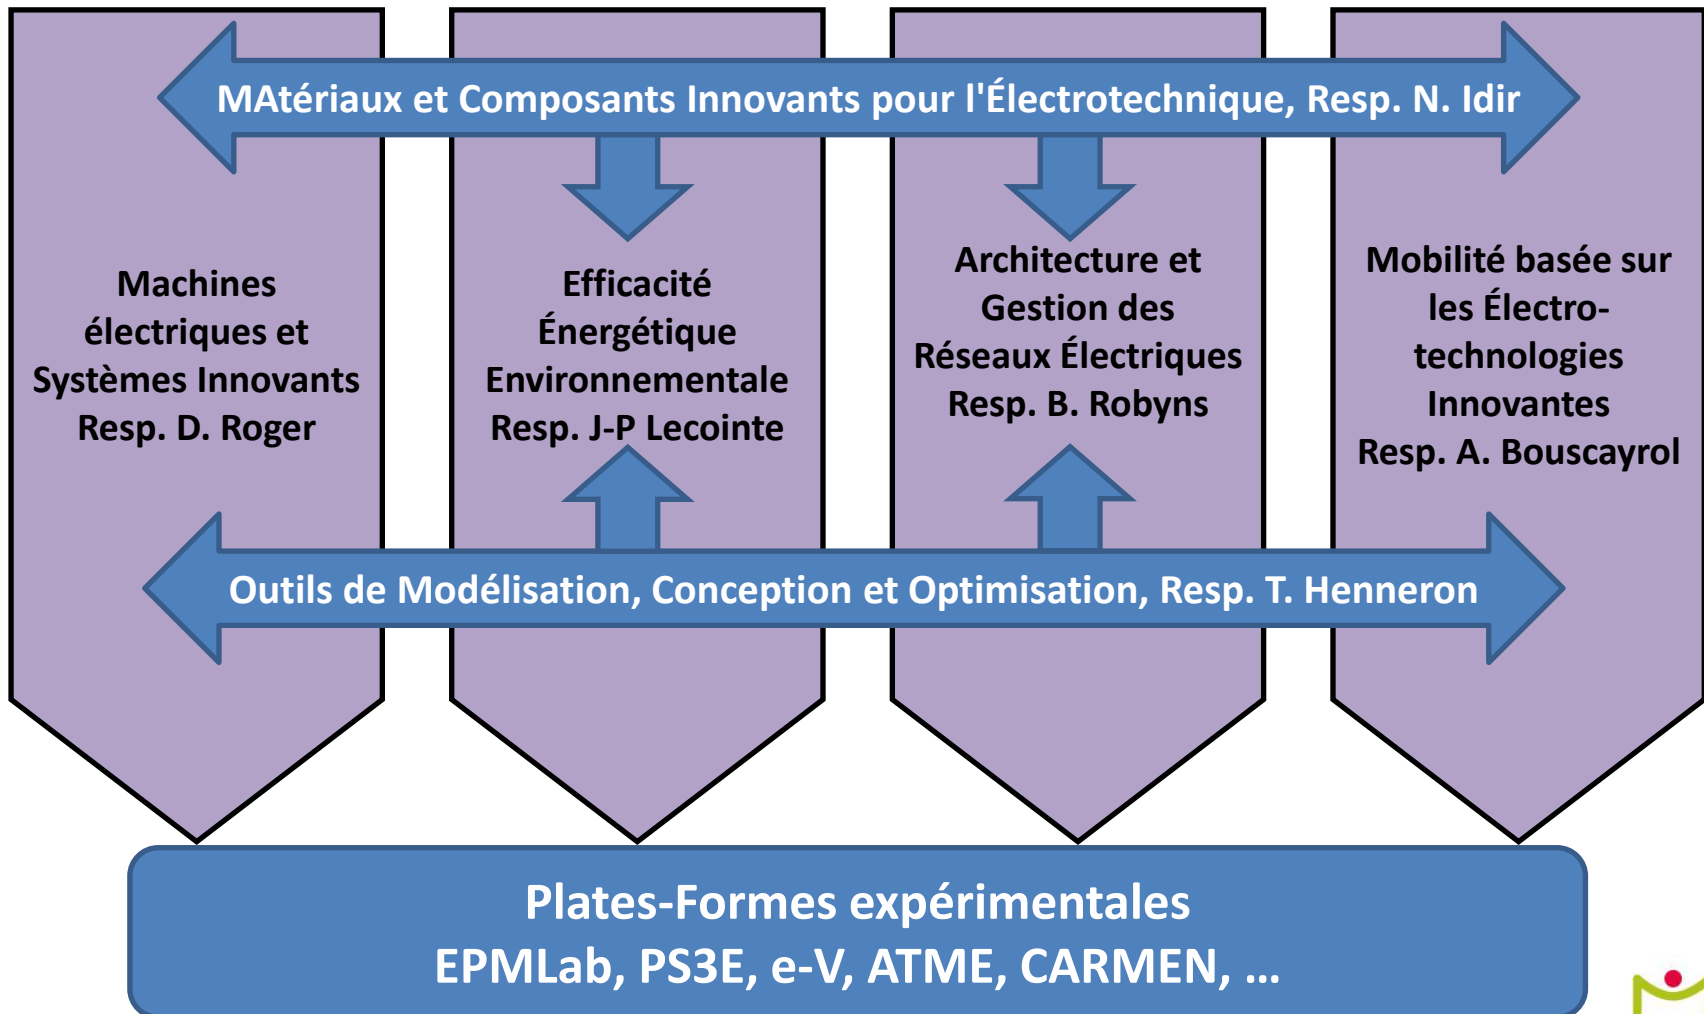 MAtériaux et Composants Innovants pour l'Électrotechnique, Resp. N. Idir
Machines
électriques et
Systèmes Innovants
Resp. D. Roger
Efficacité
Énergétique
Environnementale
Resp. J-P Lecointe
Architecture et
Gestion des
Réseaux Électriques
Resp. B. Robyns
Mobilité basée sur
les Électro-
technologies
Innovantes
Resp. A. Bouscayrol
Outils de Modélisation, Conception et Optimisation, Resp. T. Henneron
Plates-Formes expérimentales
EPMLab, PS3E, e-V, ATME, CARMEN, ...